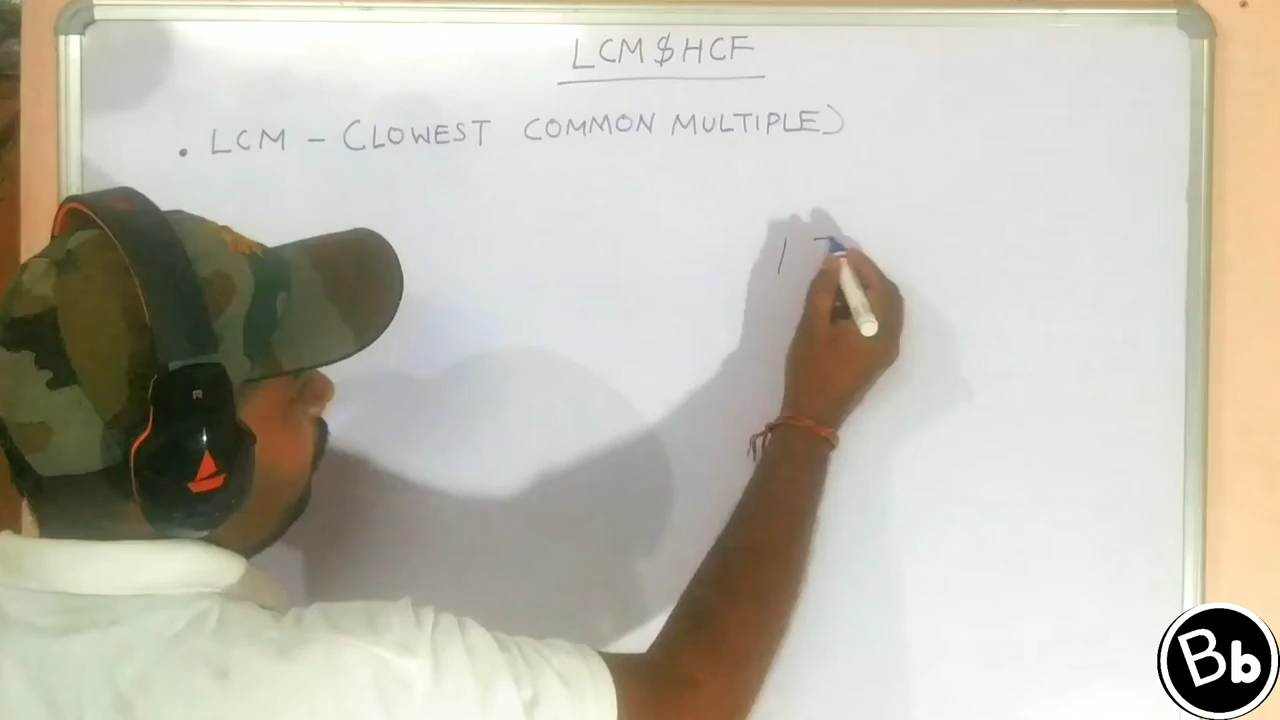 LCM $ HCF
. LCM - (LOWEST COMMON MULTIPLE)
Bb